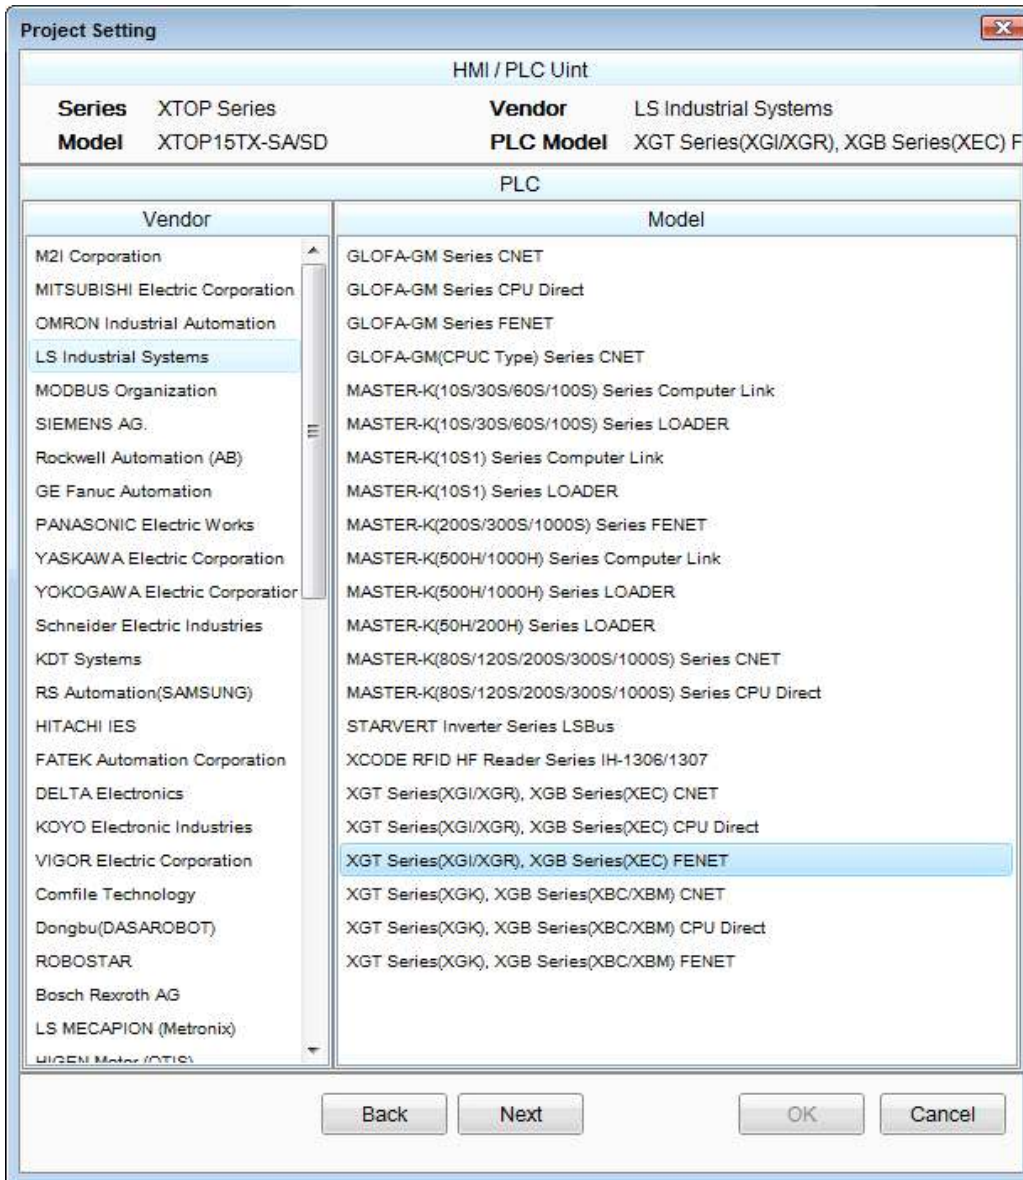 Project Setting
HMI / PLC Uint
Series XTOP Series Vendor LS Industrial Systems
Model XTOP15TX-SA/SD PLC Model XGT Series(XGI/XGR), XGB Series(XEC) F
PLC
Vendor
M2I Corporation
MITSUBISHI Electric Corporation
OMRON Industrial Automation
LS Industrial Systems
MODBUS Organization
SIEMENS AG.
Rockwell Automation (AB)
GE Fanuc Automation
PANASONIC Electric Works
YASKAWA Electric Corporation
YOKOGAWA Electric Corporatior
Schneider Electric Industries
KDT Systems
RS Automation(SAMSUNG)
HITACHI IES
FATEK Automation Corporation
DELTA Electronics
KOYO Electronic Industries
VIGOR Electric Corporation
Comfile Technology
Dongbu(DASAROBOT)
ROBOSTAR
Bosch Rexroth AG
LS MECAPION (Metronix)
HIGEN Motor (OTIS)
Model
GLOFA-GM Series CNET
GLOFA-GM Series CPU Direct
GLOFA-GM Series FENET
GLOFA-GM(CPUC Type) Series CNET
MASTER-K(10S/30S/60S/100S) Series Computer Link
MASTER-K(10S/30S/60S/100S) Series LOADER
MASTER-K(10S1) Series Computer Link
MASTER-K(10S1) Series LOADER
MASTER-K(200S/300S/1000S) Series FENET
MASTER-K(500H/1000H) Series Computer Link
MASTER-K(500H/1000H) Series LOADER
MASTER-K(50H/200H) Series LOADER
MASTER-K(80S/120S/200S/300S/1000S) Series CNET
MASTER-K(80S/120S/200S/300S/1000S) Series CPU Direct
STARVERT Inverter Series LSBus
XCODE RFID HF Reader Series IH-1306/1307
XGT Series(XGI/XGR), XGB Series(XEC) CNET
XGT Series(XGI/XGR), XGB Series(XEC) CPU Direct
XGT Series(XGI/XGR), XGB Series(XEC) FENET
XGT Series(XGK), XGB Series(XBC/XBM) CNET
XGT Series(XGK), XGB Series(XBC/XBM) CPU Direct
XGT Series(XGK), XGB Series(XBC/XBM) FENET
Back Next OK Cancel